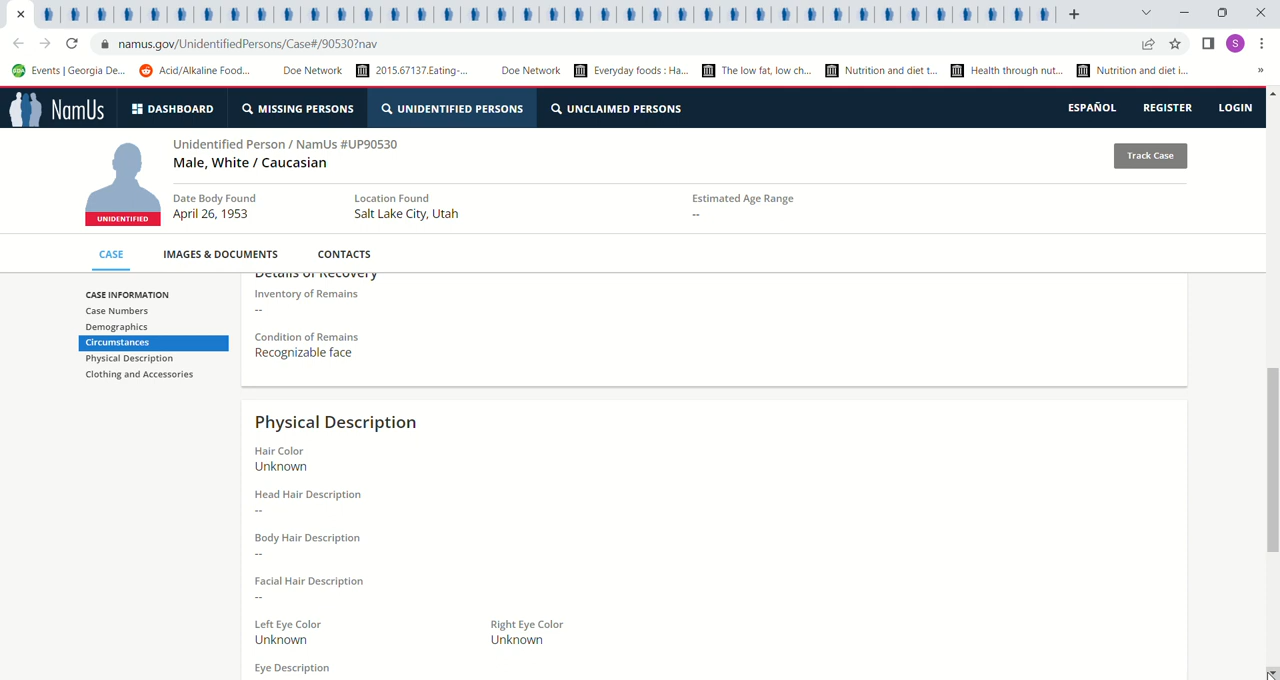 namus.gov/UnidentifiedPersons/Case#/90530?nav
S
Events | Georgia De...
Acid/Alkaline Food...
Doe Network
2015.67137.Eating-...
Doe Network
Everyday foods : Ha...
The low fat, low ch...
Nutrition and diet t...
Health through nut...
Nutrition and diet i...
»
NamUs
DASHBOARD
MISSING PERSONS
UNIDENTIFIED PERSONS
UNCLAIMED PERSONS
ESPAÑOL
REGISTER
LOGIN
Unidentified Person / NamUs #UP90530
Male, White / Caucasian
Track Case
UNIDENTIFIED
Date Body Found
April 26, 1953
Location Found
Salt Lake City, Utah
Estimated Age Range
--
CASE
IMAGES & DOCUMENTS
CONTACTS
CASE INFORMATION
Case Numbers
Demographics
Circumstances
Physical Description
Clothing and Accessories
Details of Recovery
Inventory of Remains
--
Condition of Remains
Recognizable face
Physical Description
Hair Color
Unknown
Head Hair Description
--
Body Hair Description
--
Facial Hair Description
--
Left Eye Color
Unknown
Right Eye Color
Unknown
Eye Description